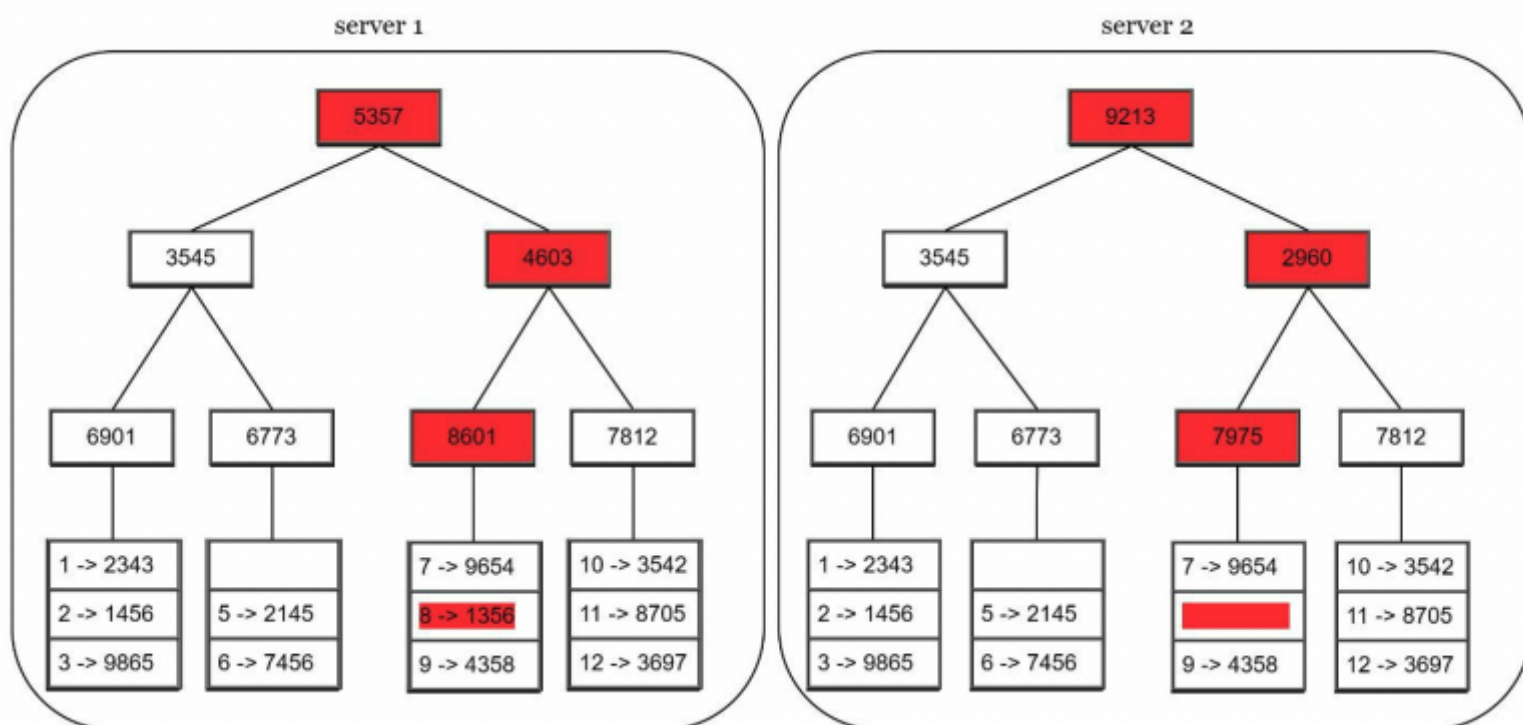 server 1
server 2
5357
9213
3545
4603
3545
2960
6901
6773
8601
7812
6901
6773
7975
7812
1 -> 2343
2 -> 1456
3 -> 9865
5 -> 2145
6 -> 7456
7 -> 9654
8 -> 1356
9 -> 4358
10 -> 3542
11 -> 8705
12 -> 3697
1 -> 2343
2 -> 1456
3 -> 9865
5 -> 2145
6 -> 7456
7 -> 9654
9 -> 4358
10 -> 3542
11 -> 8705
12 -> 3697